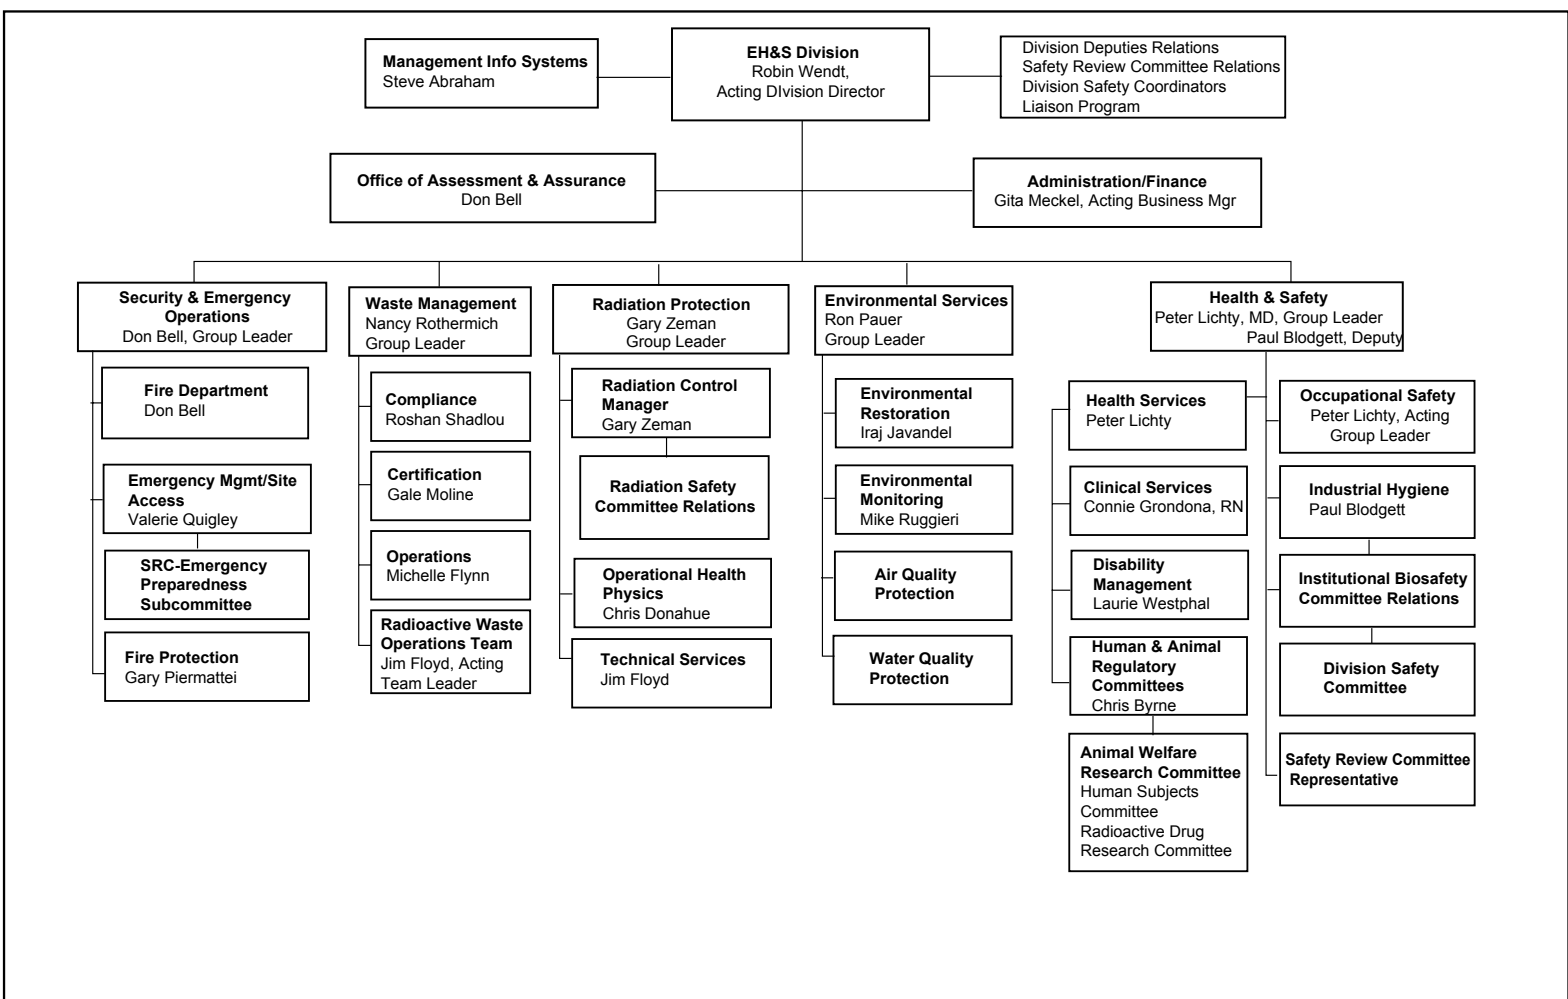 Management Info Systems
Steve Abraham
EH&S Division
Robin Wendt,
Acting DIvision Director
Division Deputies Relations
Safety Review Committee Relations
Division Safety Coordinators
Liaison Program
Office of Assessment & Assurance
Don Bell
Administration/Finance
Gita Meckel, Acting Business Mgr
Security & Emergency
Operations
Don Bell, Group Leader
Fire Department
Don Bell
Emergency Mgmt/Site
Access
Valerie Quigley
SRC-Emergency
Preparedness
Subcommittee
Fire Protection
Gary Piermattei
Waste Management
Nancy Rothermich
Group Leader
Compliance
Roshan Shadlou
Certification
Gale Moline
Operations
Michelle Flynn
Radioactive Waste
Operations Team
Jim Floyd, Acting
Team Leader
Radiation Protection
Gary Zeman
Group Leader
Radiation Control
Manager
Gary Zeman
Radiation Safety
Committee Relations
Operational Health
Physics
Chris Donahue
Technical Services
Jim Floyd
Environmental Services
Ron Pauer
Group Leader
Environmental
Restoration
Iraj Javandel
Environmental
Monitoring
Mike Ruggieri
Air Quality
Protection
Water Quality
Protection
Health & Safety
Peter Lichty, MD, Group Leader
Paul Blodgett, Deputy
Health Services
Peter Lichty
Clinical Services
Connie Grondona, RN
Disability
Management
Laurie Westphal
Human & Animal
Regulatory
Committees
Chris Byrne
Animal Welfare
Research Committee
Human Subjects
Committee
Radioactive Drug
Research Committee
Occupational Safety
Peter Lichty, Acting
Group Leader
Industrial Hygiene
Paul Blodgett
Institutional Biosafety
Committee Relations
Division Safety
Committee
Safety Review Committee
Representative